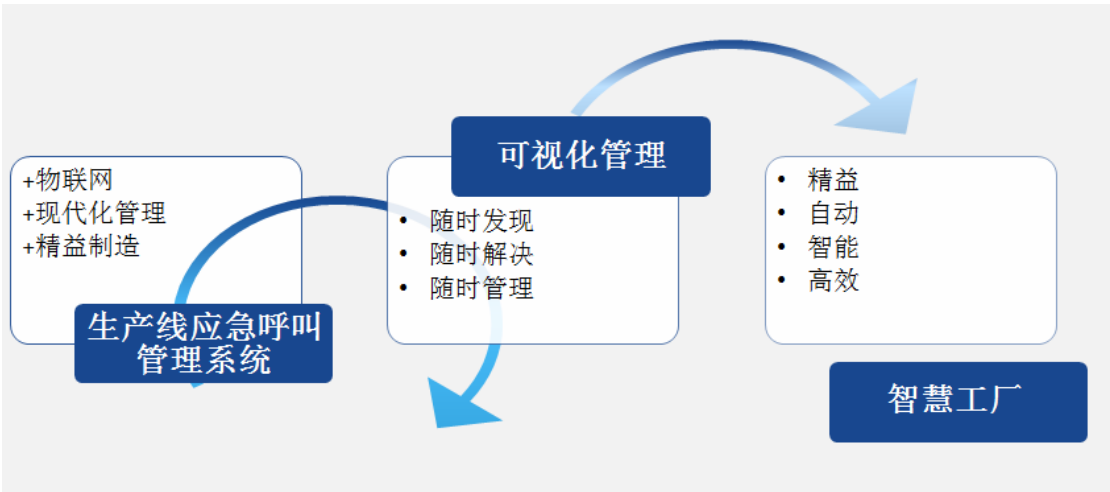 +物联网
+现代化管理
+精益制造
生产线应急呼叫
管理系统
可视化管理
• 随时发现
• 随时解决
• 随时管理
• 精益
• 自动
• 智能
• 高效
智慧工厂